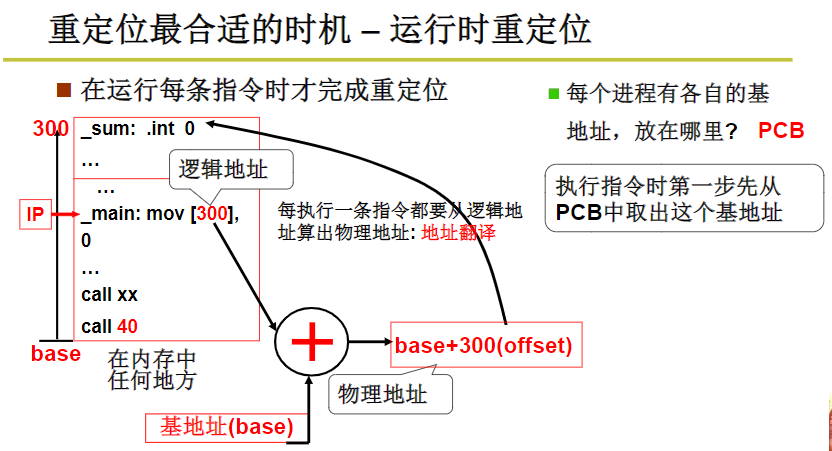 重定位最合适的时机 – 运行时重定位
■ 在运行每条指令时才完成重定位
300
_sum: .int 0
...
...
_main: mov [300],
0
...
call xx
call 40
IP
base
在内存中
任何地方
逻辑地址
每执行一条指令都要从逻辑地
址算出物理地址: 地址翻译
+
base+300(offset)
物理地址
基地址(base)
■ 每个进程有各自的基
地址，放在哪里? PCB
执行指令时第一步先从
PCB中取出这个基地址